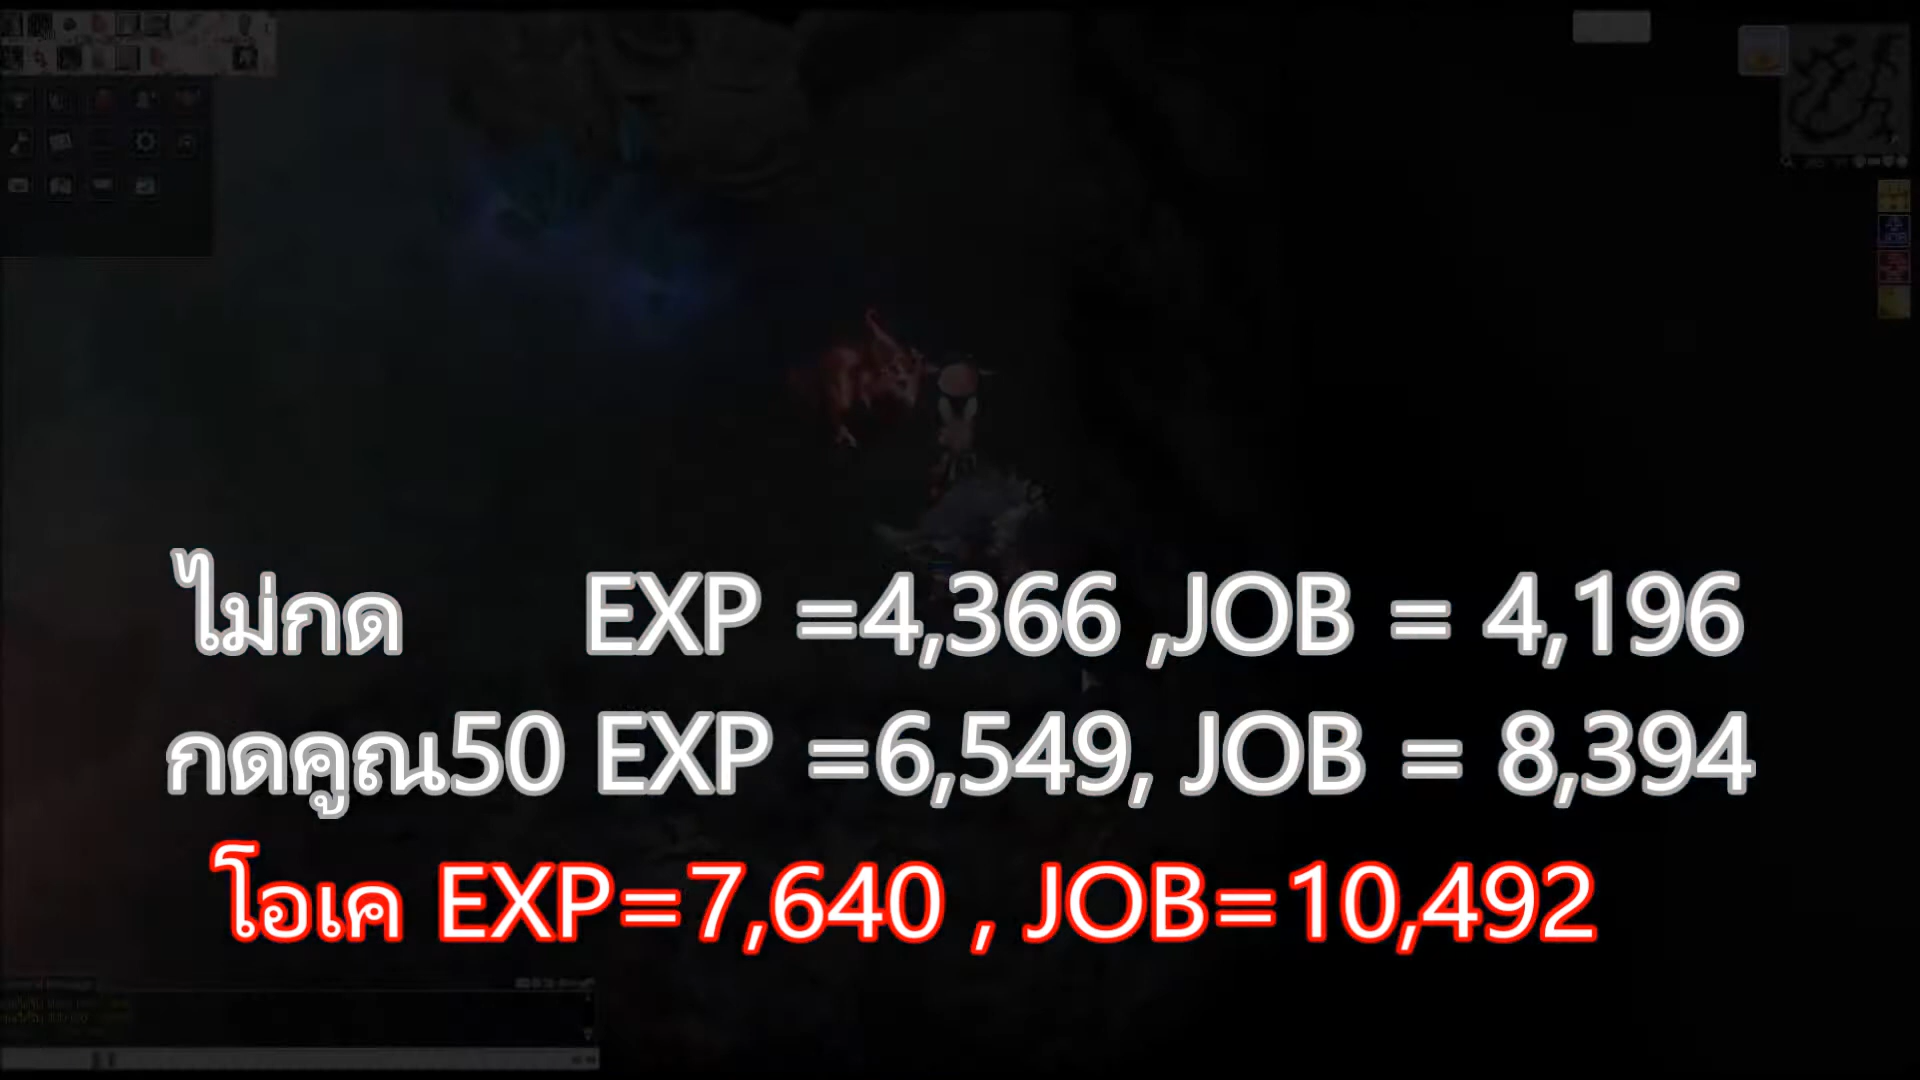 ไม่กด EXP =4,366 ,JOB = 4,196
กดคูณ50 EXP =6,549, JOB = 8,394
โอเค EXP=7,640 , JOB=10,492